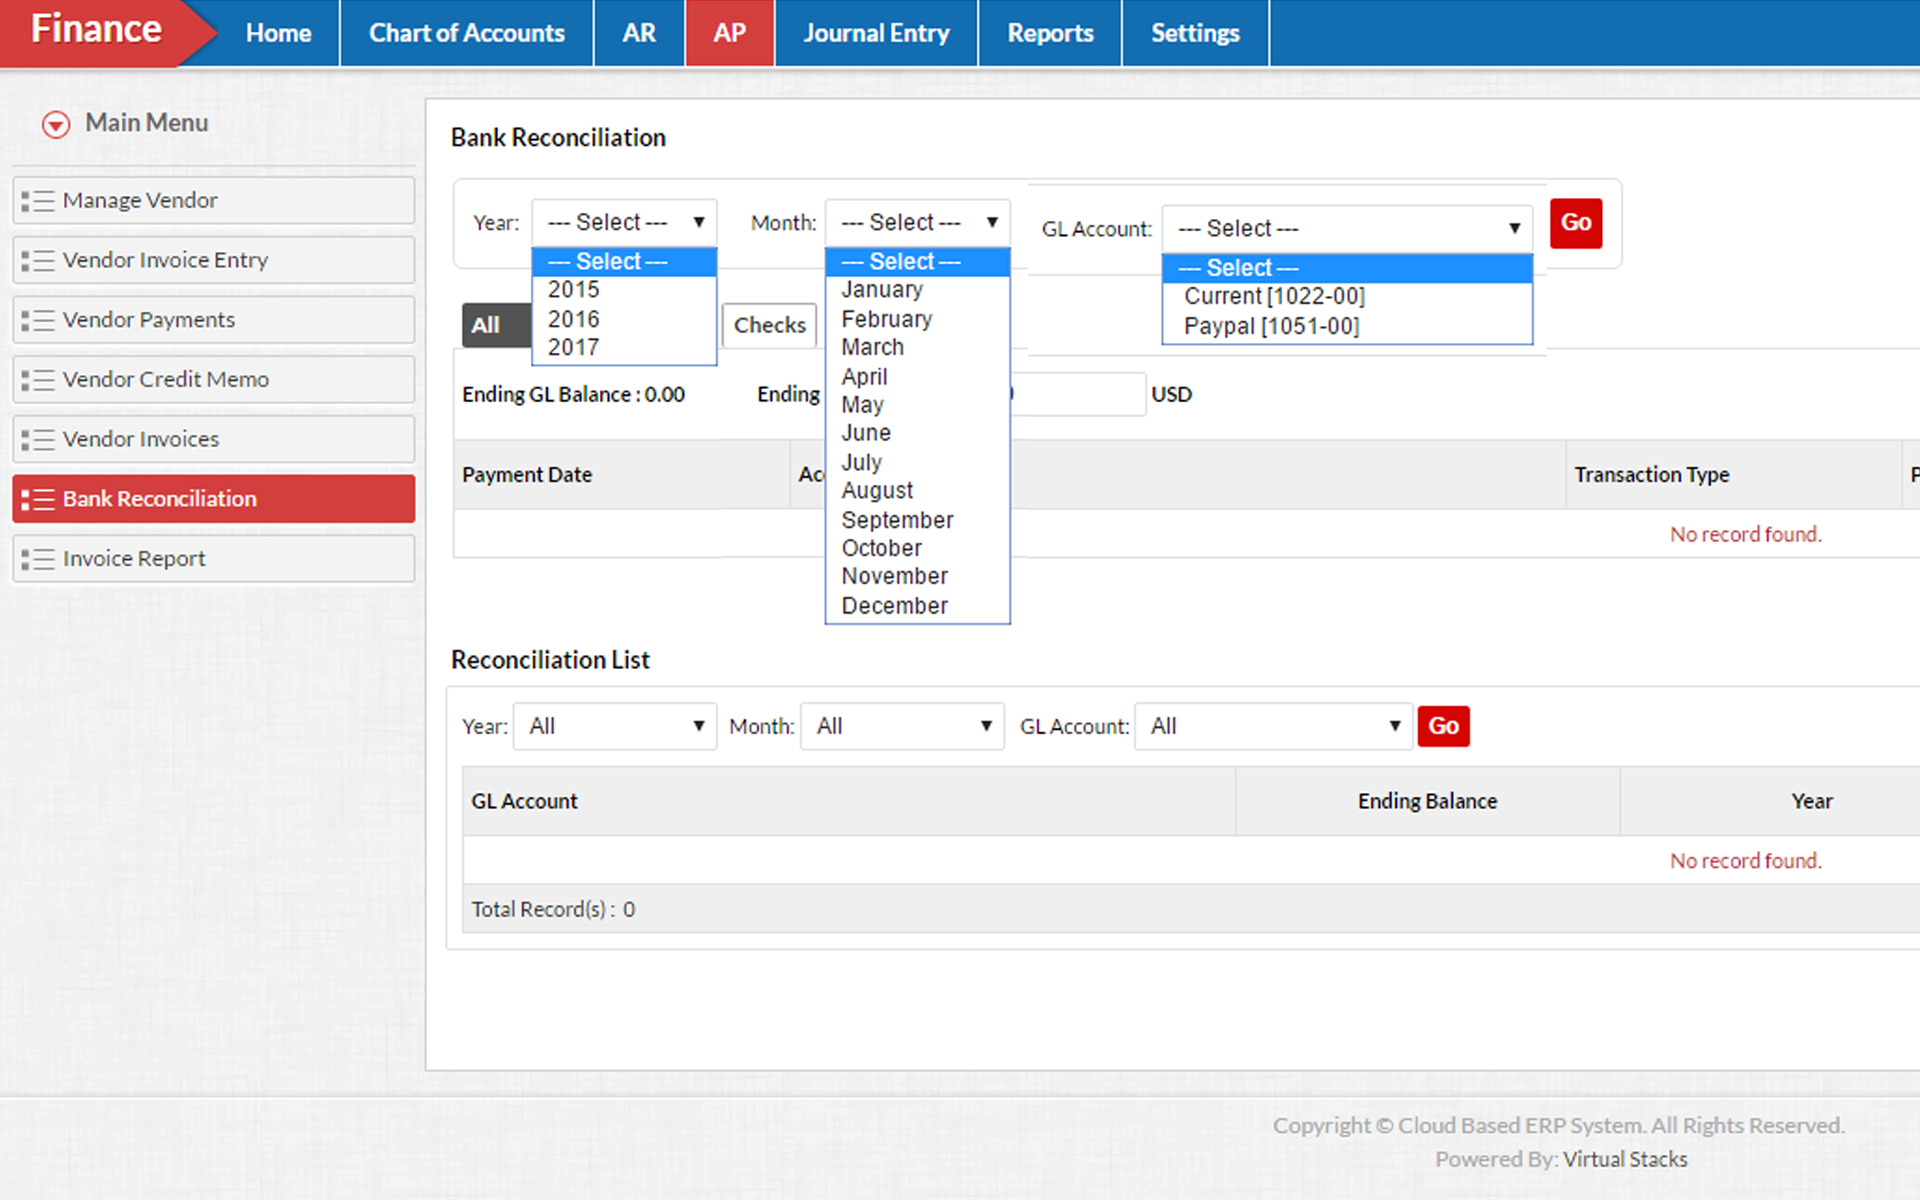 Finance Home Chart of Accounts AR AP Journal Entry Reports Settings
Main Menu
Manage Vendor
Vendor Invoice Entry
Vendor Payments
Vendor Credit Memo
Vendor Invoices
Bank Reconciliation
Invoice Report
Bank Reconciliation
Year: --- Select --- Month: --- Select --- GL Account: --- Select --- Go
--- Select ---
2015
2016
2017
--- Select ---
January
February
March
April
May
June
July
August
September
October
November
December
--- Select ---
Current [1022-00]
Paypal [1051-00]
All Checks
Ending GL Balance : 0.00 Ending USD
Payment Date Transaction Type
No record found.
Reconciliation List
Year: All Month: All GL Account: All Go
GL Account Ending Balance Year
No record found.
Total Record(s) : 0
Copyright © Cloud Based ERP System. All Rights Reserved.
Powered By: Virtual Stacks